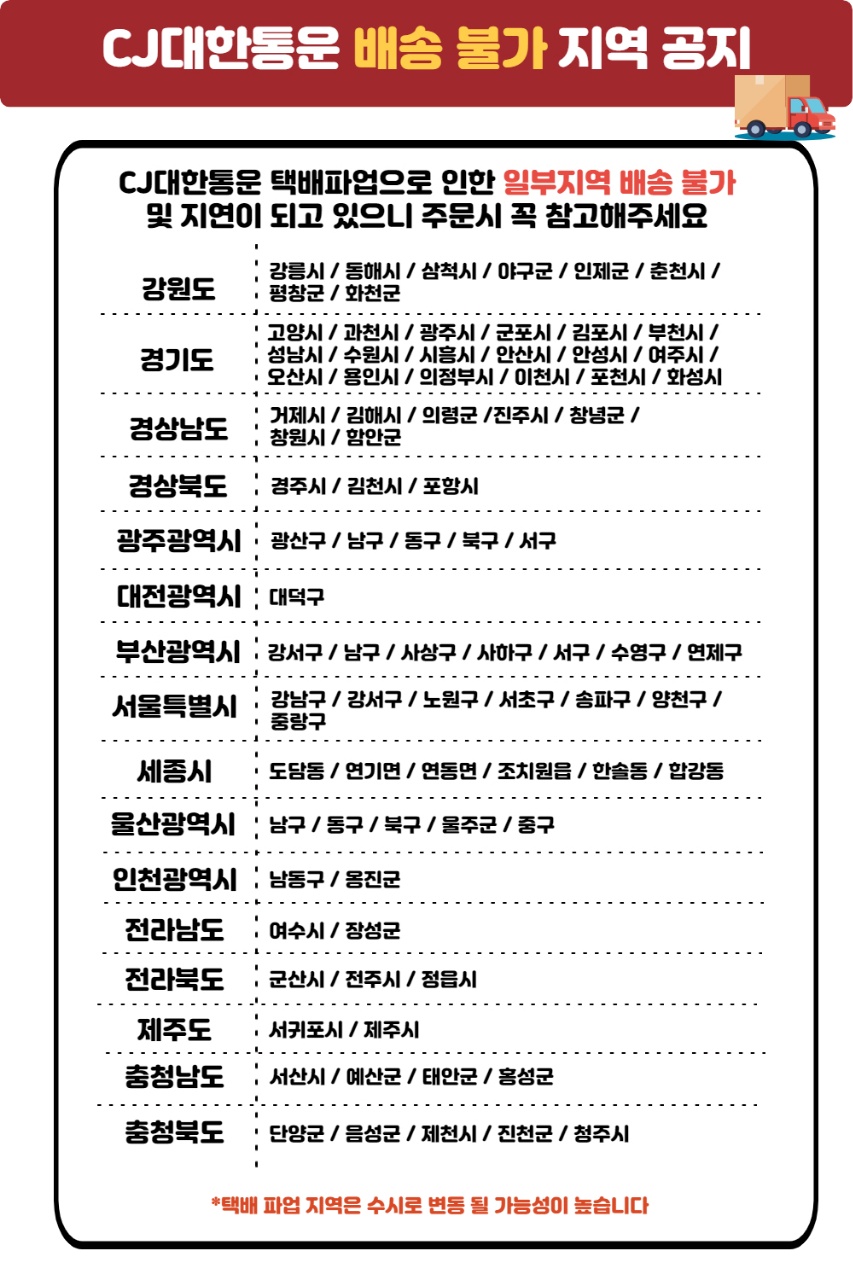 CJ대한통운 배송 불가 지역 공지
CJ대한통운 택배파업으로 인한 일부지역 배송 불가
및 지연이 되고 있으니 주문시 꼭 참고해주세요
강원도
강릉시 / 동해시 / 삼척시 / 야구군 / 인제군 / 춘천시 /
평창군 / 화천군
경기도
고양시 / 과천시 / 광주시 / 군포시 / 김포시 / 부천시 /
성남시 / 수원시 / 시흥시 / 안산시 / 안성시 / 여주시 /
오산시 / 용인시 / 의정부시 / 이천시 / 포천시 / 화성시
경상남도
거제시 / 김해시 / 의령군 /진주시 / 창녕군 /
창원시 / 함안군
경상북도
경주시 / 김천시 / 포항시
광주광역시
광산구 / 남구 / 동구 / 북구 / 서구
대전광역시
대덕구
부산광역시
강서구 / 남구 / 사상구 / 사하구 / 서구 / 수영구 / 연제구
서울특별시
강남구 / 강서구 / 노원구 / 서초구 / 송파구 / 양천구 /
중랑구
세종시
도담동 / 연기면 / 연동면 / 조치원읍 / 한솔동 / 합강동
울산광역시
남구 / 동구 / 북구 / 울주군 / 중구
인천광역시
남동구 / 옹진군
전라남도
여수시 / 장성군
전라북도
군산시 / 전주시 / 정읍시
제주도
서귀포시 / 제주시
충청남도
서산시 / 예산군 / 태안군 / 홍성군
충청북도
단양군 / 음성군 / 제천시 / 진천군 / 청주시
*택배 파업 지역은 수시로 변동 될 가능성이 높습니다